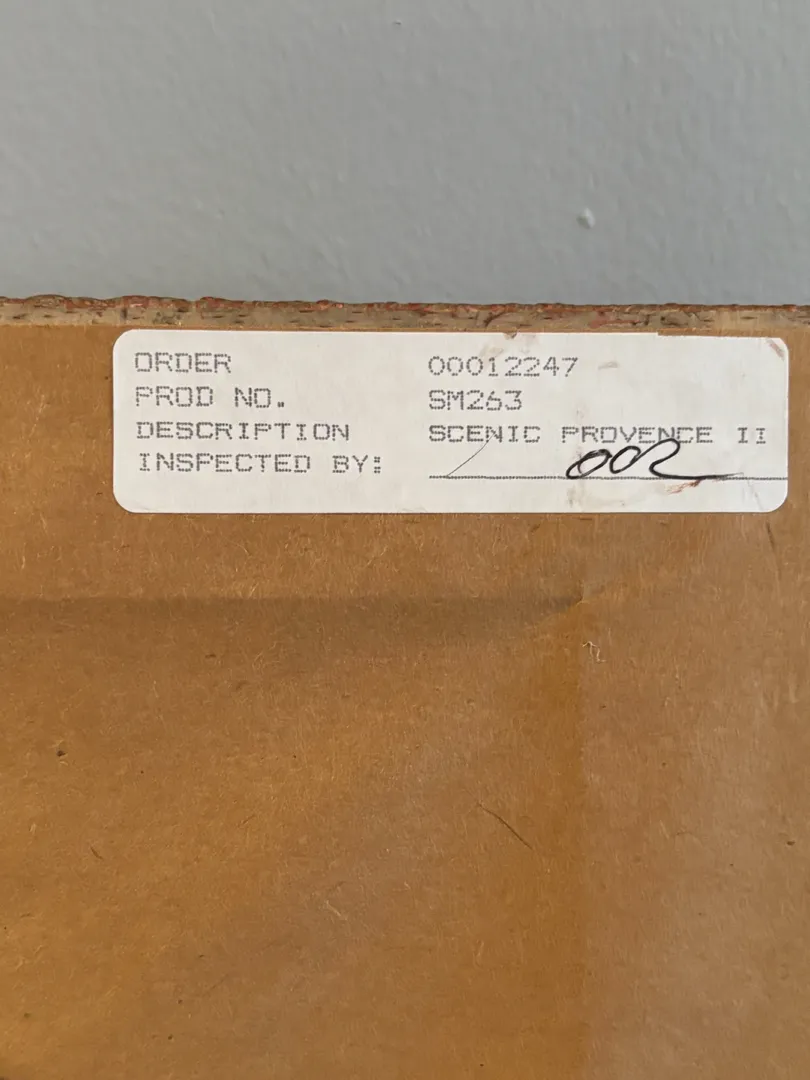 ORDER 00012247
PROD NO. SM263
DESCRIPTION SCENIC PROVENCE II
INSPECTED BY: 002